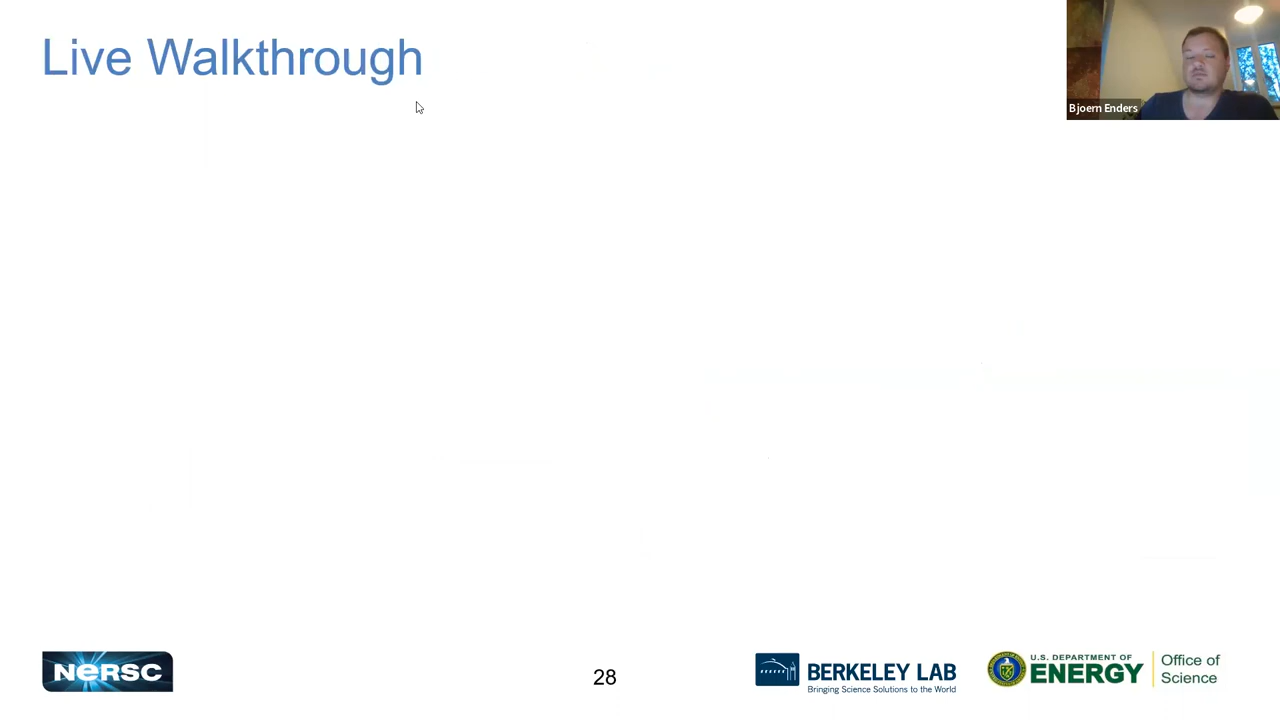 Live Walkthrough
Bjoern Enders
NERSC
28
BERKELEY LAB
Bringing Science Solutions to the World
U.S. DEPARTMENT OF
ENERGY
Office of
Science